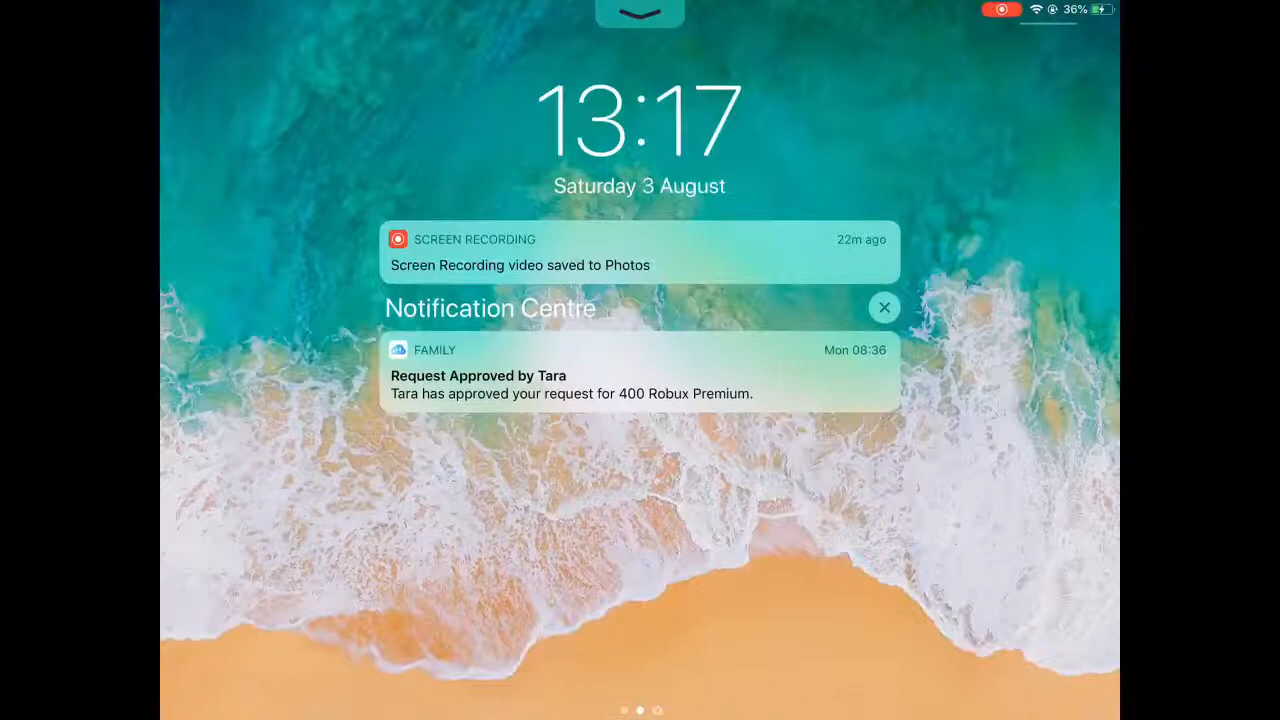 36%
13:17
Saturday 3 August
SCREEN RECORDING 22m ago
Screen Recording video saved to Photos
Notification Centre
FAMILY Mon 08:36
Request Approved by Tara
Tara has approved your request for 400 Robux Premium.